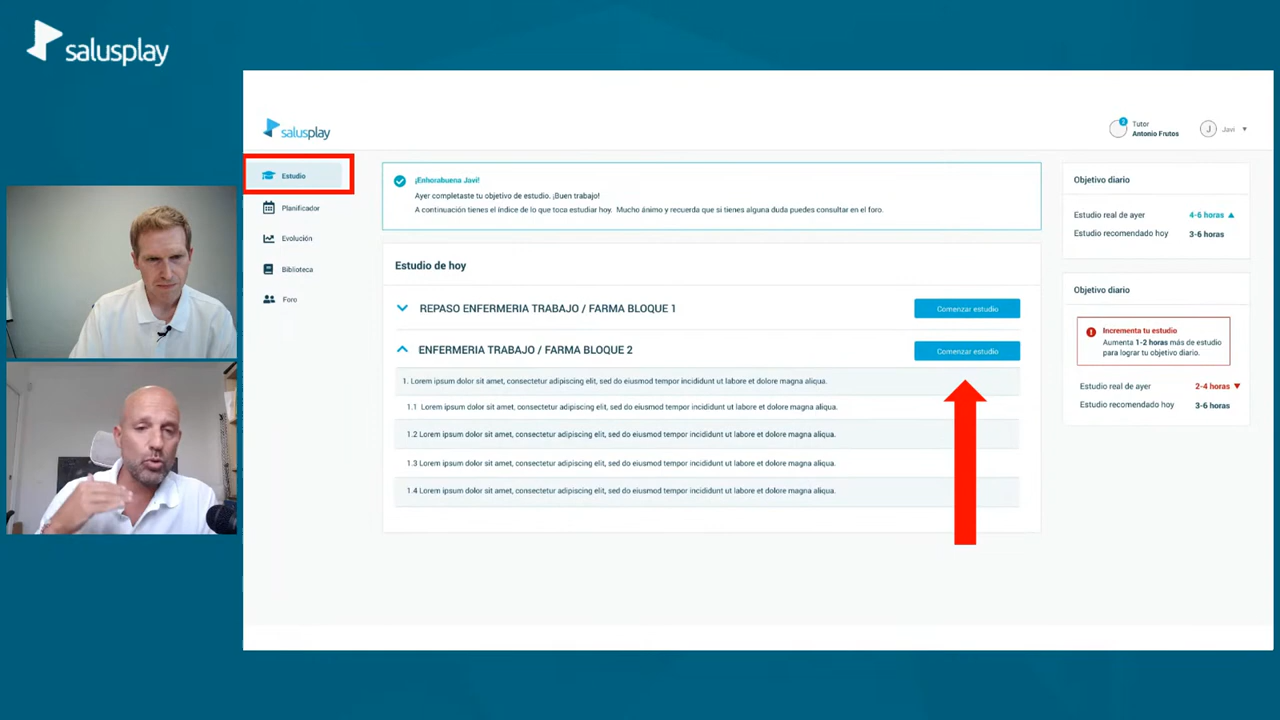 salusplay
salusplay
2
Tutor
Antonio Frutos
J
Javi
Estudio
Planificador
Evolución
Biblioteca
Foro
¡Enhorabuena Javi!
Ayer completaste tu objetivo de estudio. ¡Buen trabajo!
A continuación tienes el índice de lo que toca estudiar hoy. Mucho ánimo y recuerda que si tienes alguna duda puedes consultar en el foro.
Estudio de hoy
REPASO ENFERMERIA TRABAJO / FARMA BLOQUE 1
Comenzar estudio
ENFERMERIA TRABAJO / FARMA BLOQUE 2
Comenzar estudio
1. Lorem ipsum dolor sit amet, consectetur adipiscing elit, sed do eiusmod tempor incididunt ut labore et dolore magna aliqua.
1.1 Lorem ipsum dolor sit amet, consectetur adipiscing elit, sed do eiusmod tempor incididunt ut labore et dolore magna aliqua.
1.2 Lorem ipsum dolor sit amet, consectetur adipiscing elit, sed do eiusmod tempor incididunt ut labore et dolore magna aliqua.
1.3 Lorem ipsum dolor sit amet, consectetur adipiscing elit, sed do eiusmod tempor incididunt ut labore et dolore magna aliqua.
1.4 Lorem ipsum dolor sit amet, consectetur adipiscing elit, sed do eiusmod tempor incididunt ut labore et dolore magna aliqua.
Objetivo diario
Estudio real de ayer 4-6 horas
Estudio recomendado hoy 3-6 horas
Objetivo diario
Incrementa tu estudio
Aumenta 1-2 horas más de estudio
para lograr tu objetivo diario.
Estudio real de ayer 2-4 horas
Estudio recomendado hoy 3-6 horas